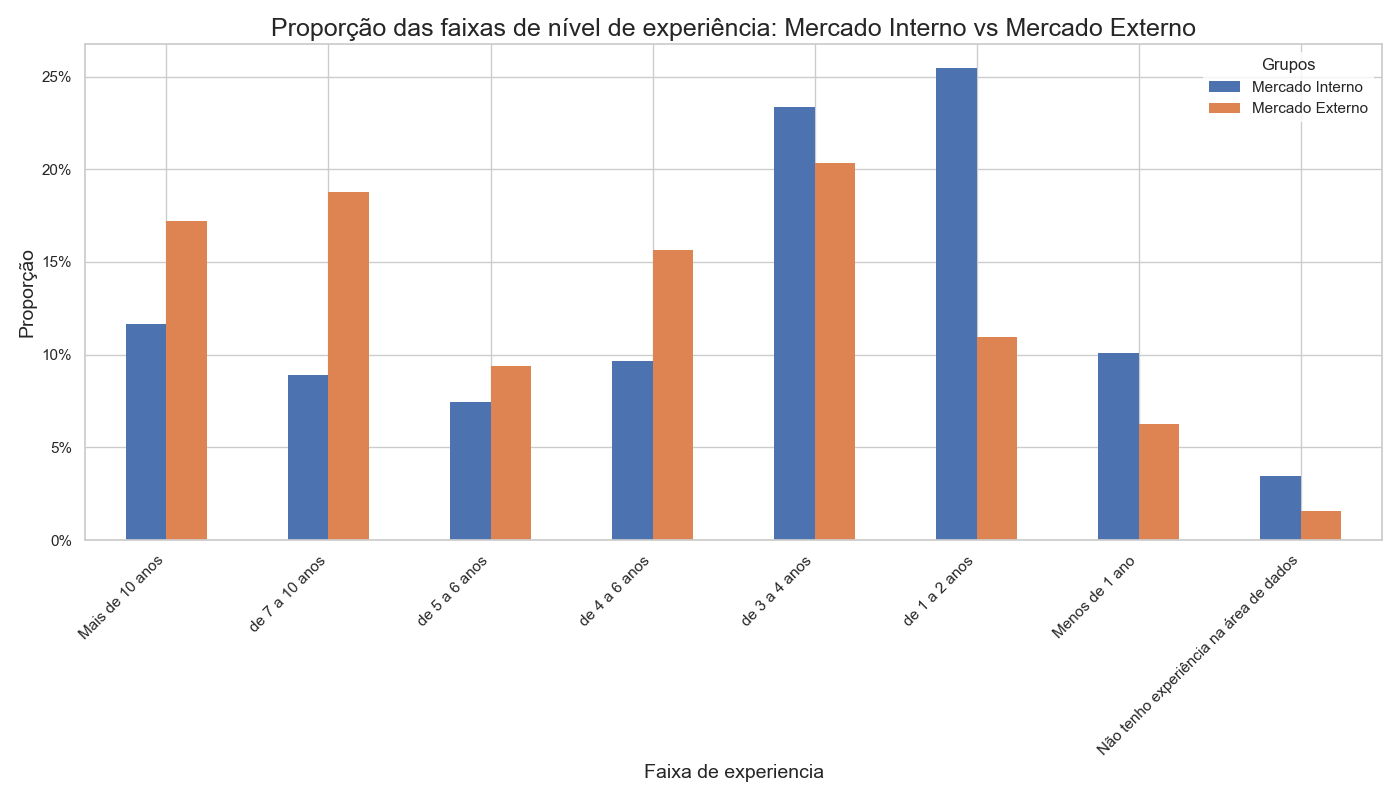 Proporção das faixas de nível de experiência: Mercado Interno vs Mercado Externo
Grupos
Mercado Interno
Mercado Externo
Proporção
25%
20%
15%
10%
5%
0%
Mais de 10 anos
de 7 a 10 anos
de 5 a 6 anos
de 4 a 6 anos
de 3 a 4 anos
de 1 a 2 anos
Menos de 1 ano
Não tenho experiência na área de dados
Faixa de experiencia